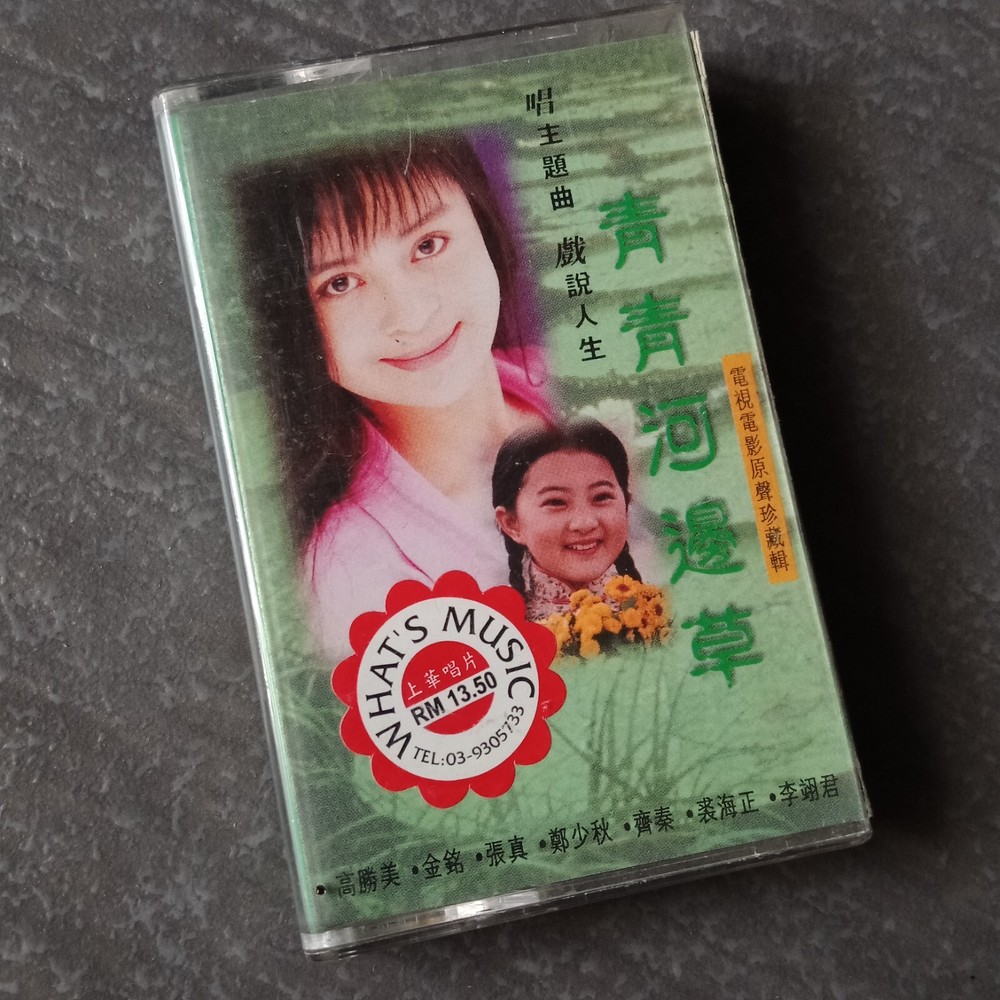 唱主題曲 戲說人生
青青河邊草
電視電影原聲珍藏輯
WHAT'S MUSIC
上華唱片
RM 13.50
TEL:03-9305733
•高勝美 •金銘 •張真 •鄭少秋 •齊秦 •裘海正 •李翊君